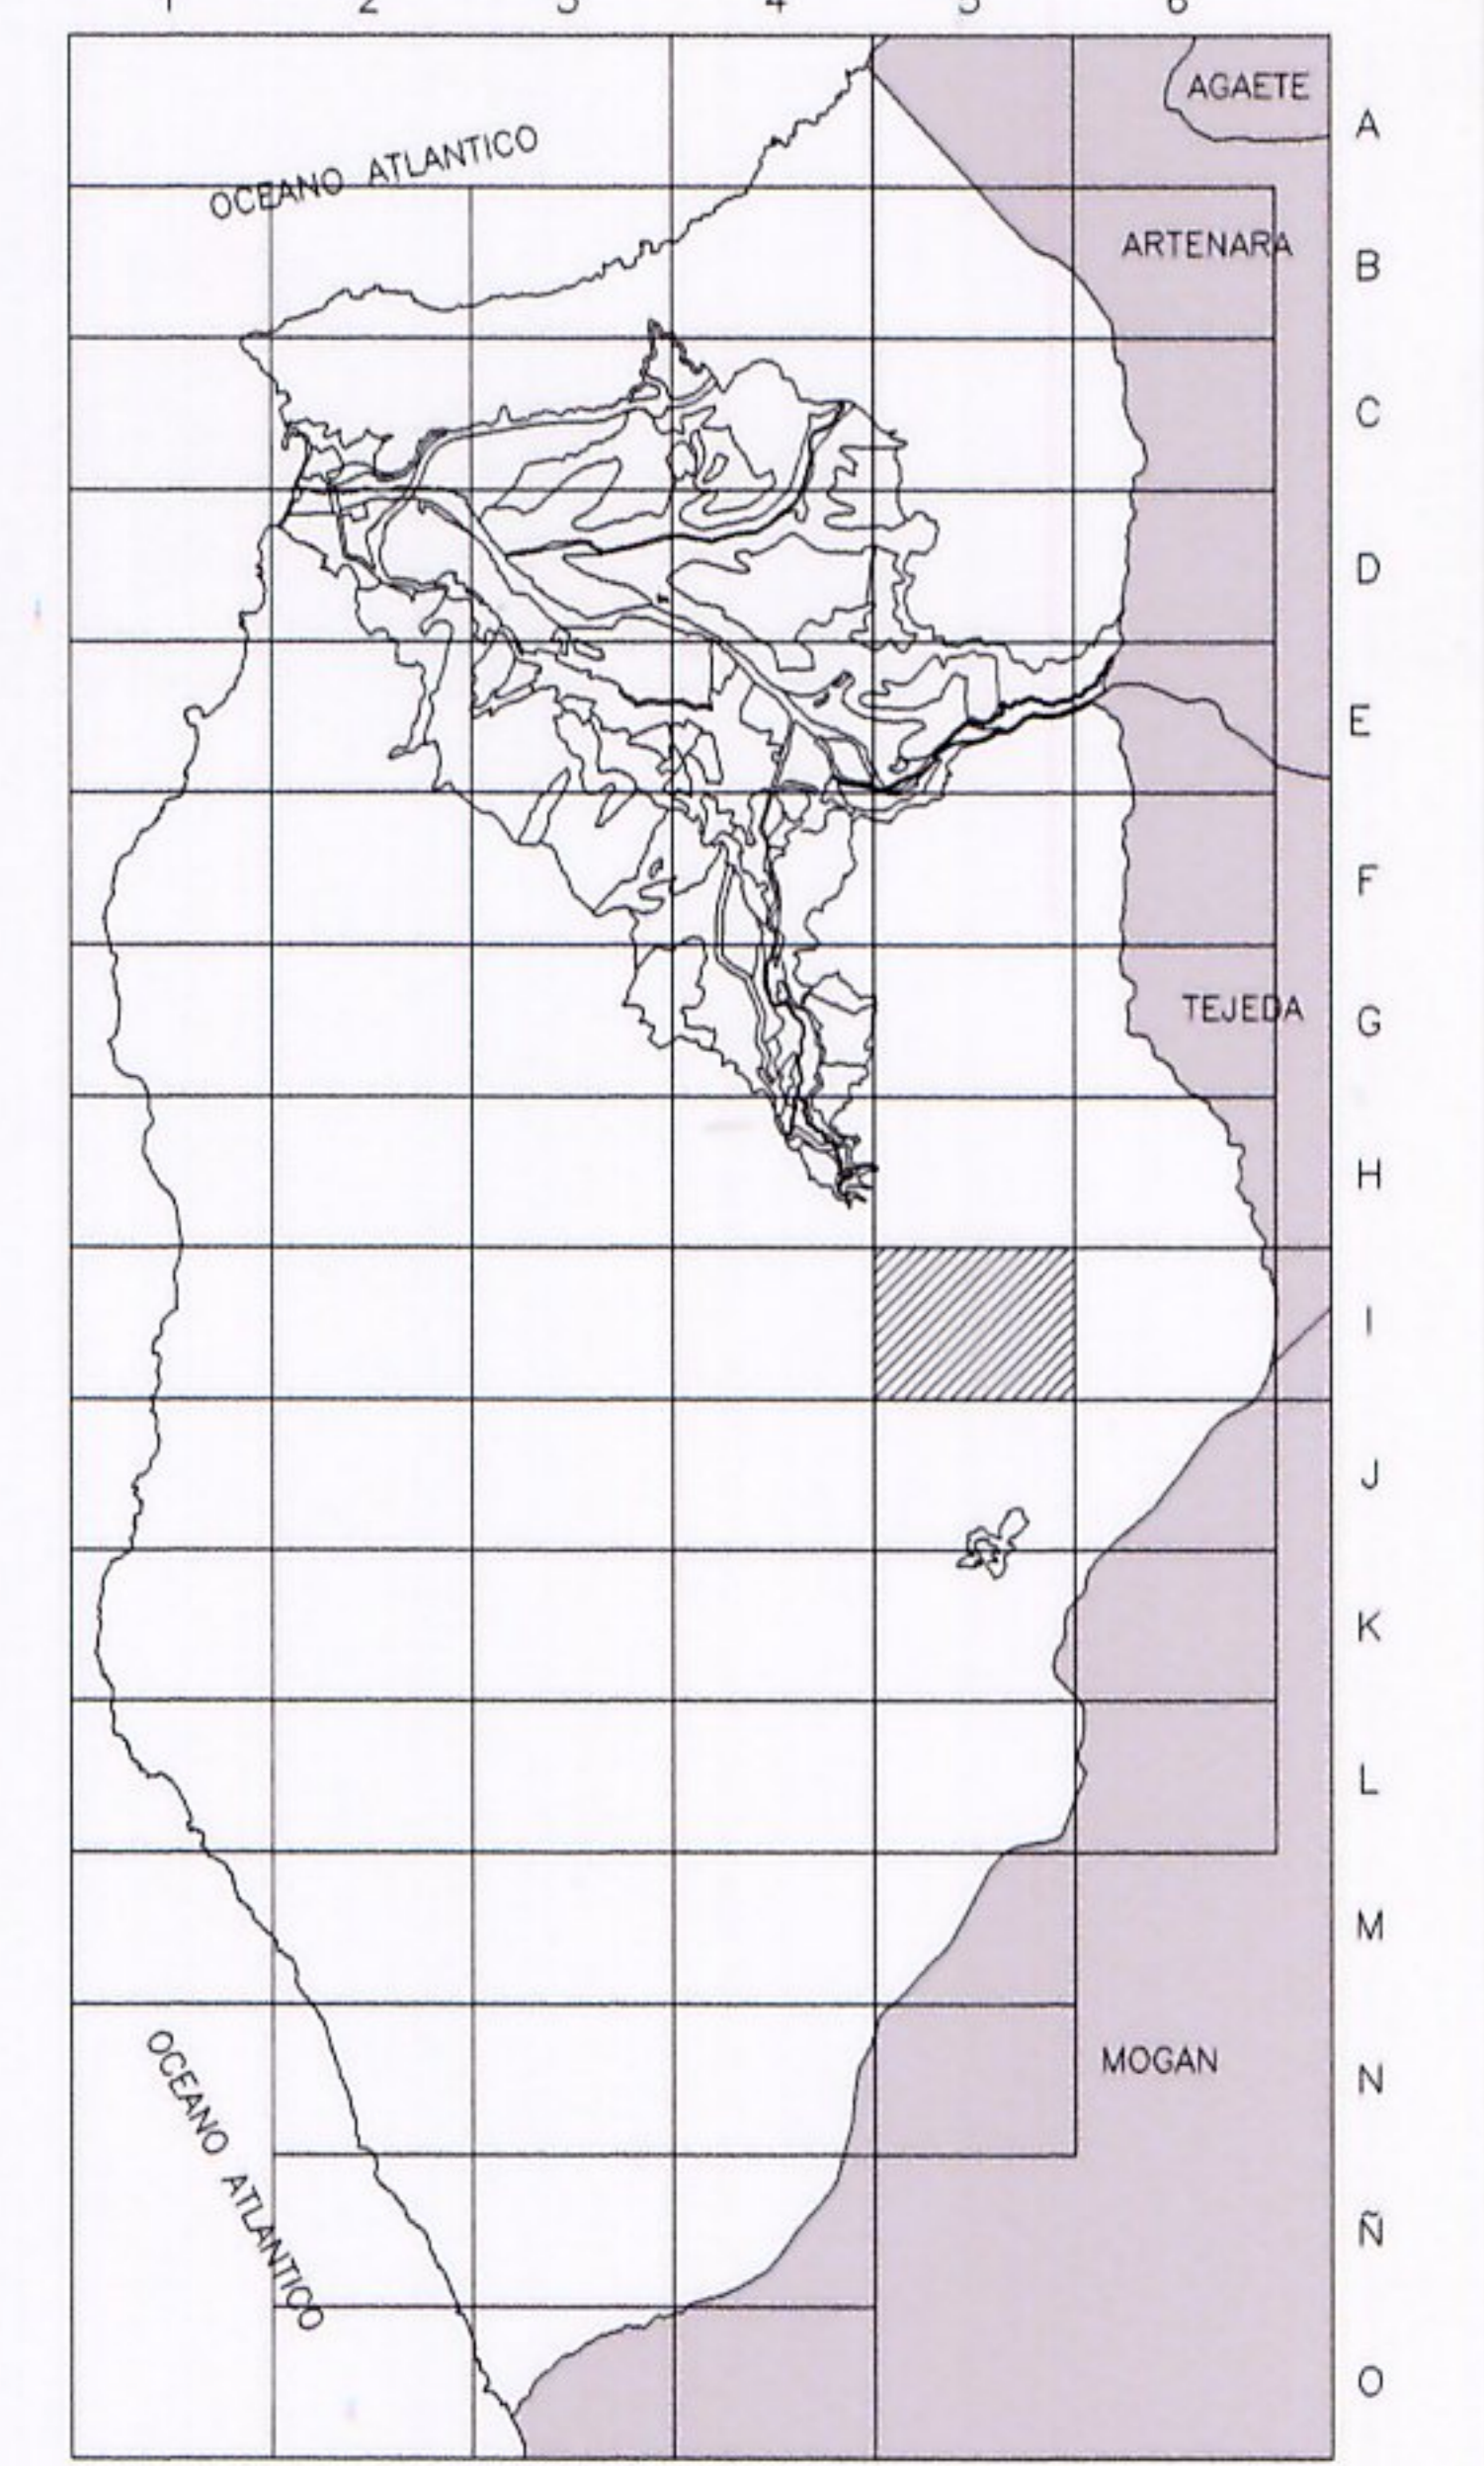 1 2 3 4 5 6
AGAETE
A
OCEANO ATLANTICO
ARTENARA
B
C
D
E
F
TEJEDA
G
H
I
J
K
L
M
MOGAN
N
OCEANO ATLANTICO
Ñ
O